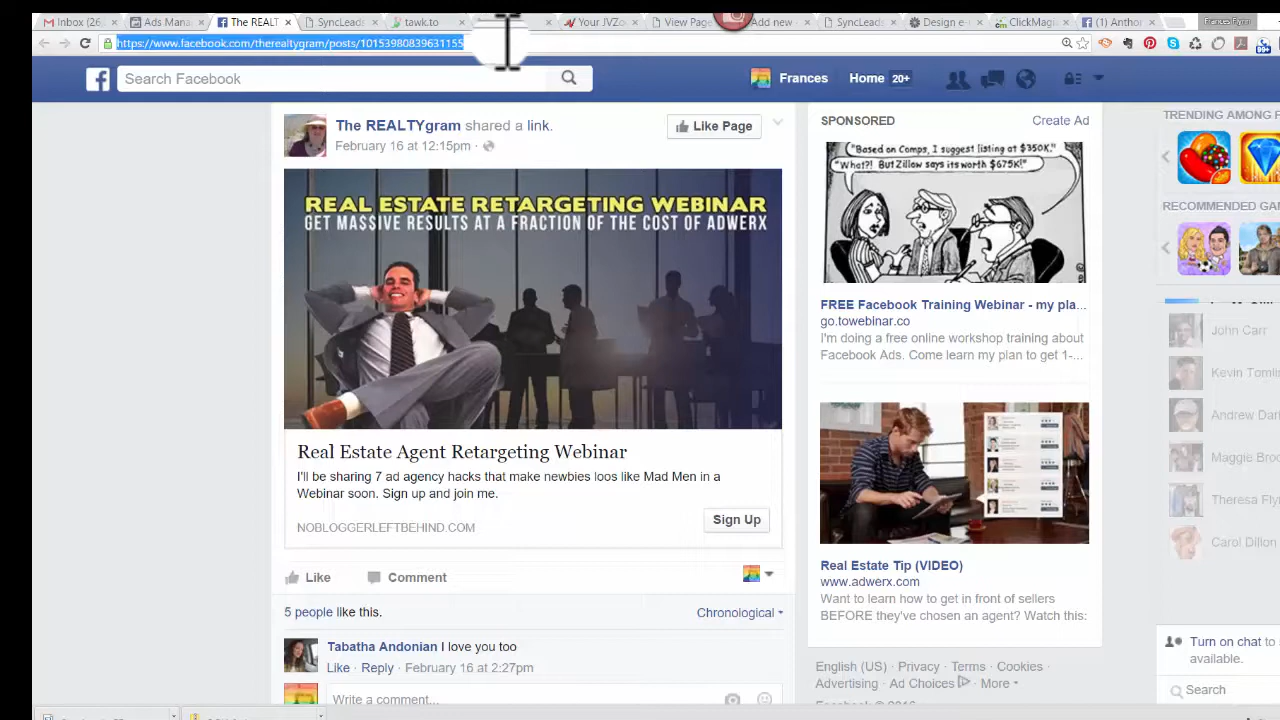 Inbox (26
Ads Mana
The REALT
SyncLeads
tawk.to
Your JVZo
View Page
Add new
SyncLeads
Design e
ClickMagi
(1) Anthor
https://www.facebook.com/therealtygram/posts/10153980839631155
99+
Search Facebook
Frances
Home 20+
The REALTYgram shared a link.
February 16 at 12:15pm ·
Like Page
REAL ESTATE RETARGETING WEBINAR
GET MASSIVE RESULTS AT A FRACTION OF THE COST OF ADWERX
Real Estate Agent Retargeting Webinar
I'll be sharing 7 ad agency hacks that make newbies loos like Mad Men in a
Webinar soon. Sign up and join me.
NOBLOGGERLEFTBEHIND.COM
Sign Up
Like
Comment
5 people like this.
Chronological
Tabatha Andonian I love you too
Like · Reply · February 16 at 2:27pm
Write a comment...
SPONSORED
Create Ad
"Based on Comps, I suggest listing at $350K."
"What?! But Zillow says its worth $675K!"
FREE Facebook Training Webinar - my pla...
go.towebinar.co
I'm doing a free online workshop training about
Facebook Ads. Come learn my plan to get 1-...
Real Estate Tip (VIDEO)
www.adwerx.com
Want to learn how to get in front of sellers
BEFORE they've chosen an agent? Watch this:
English (US) · Privacy · Terms · Cookies ·
Advertising · Ad Choices · More
TRENDING AMONG F
RECOMMENDED GA
John Carr
Kevin Tomli
Andrew Dar
Maggie Bro
Theresa Fly
Carol Dillon
Turn on chat to s
available.
Search